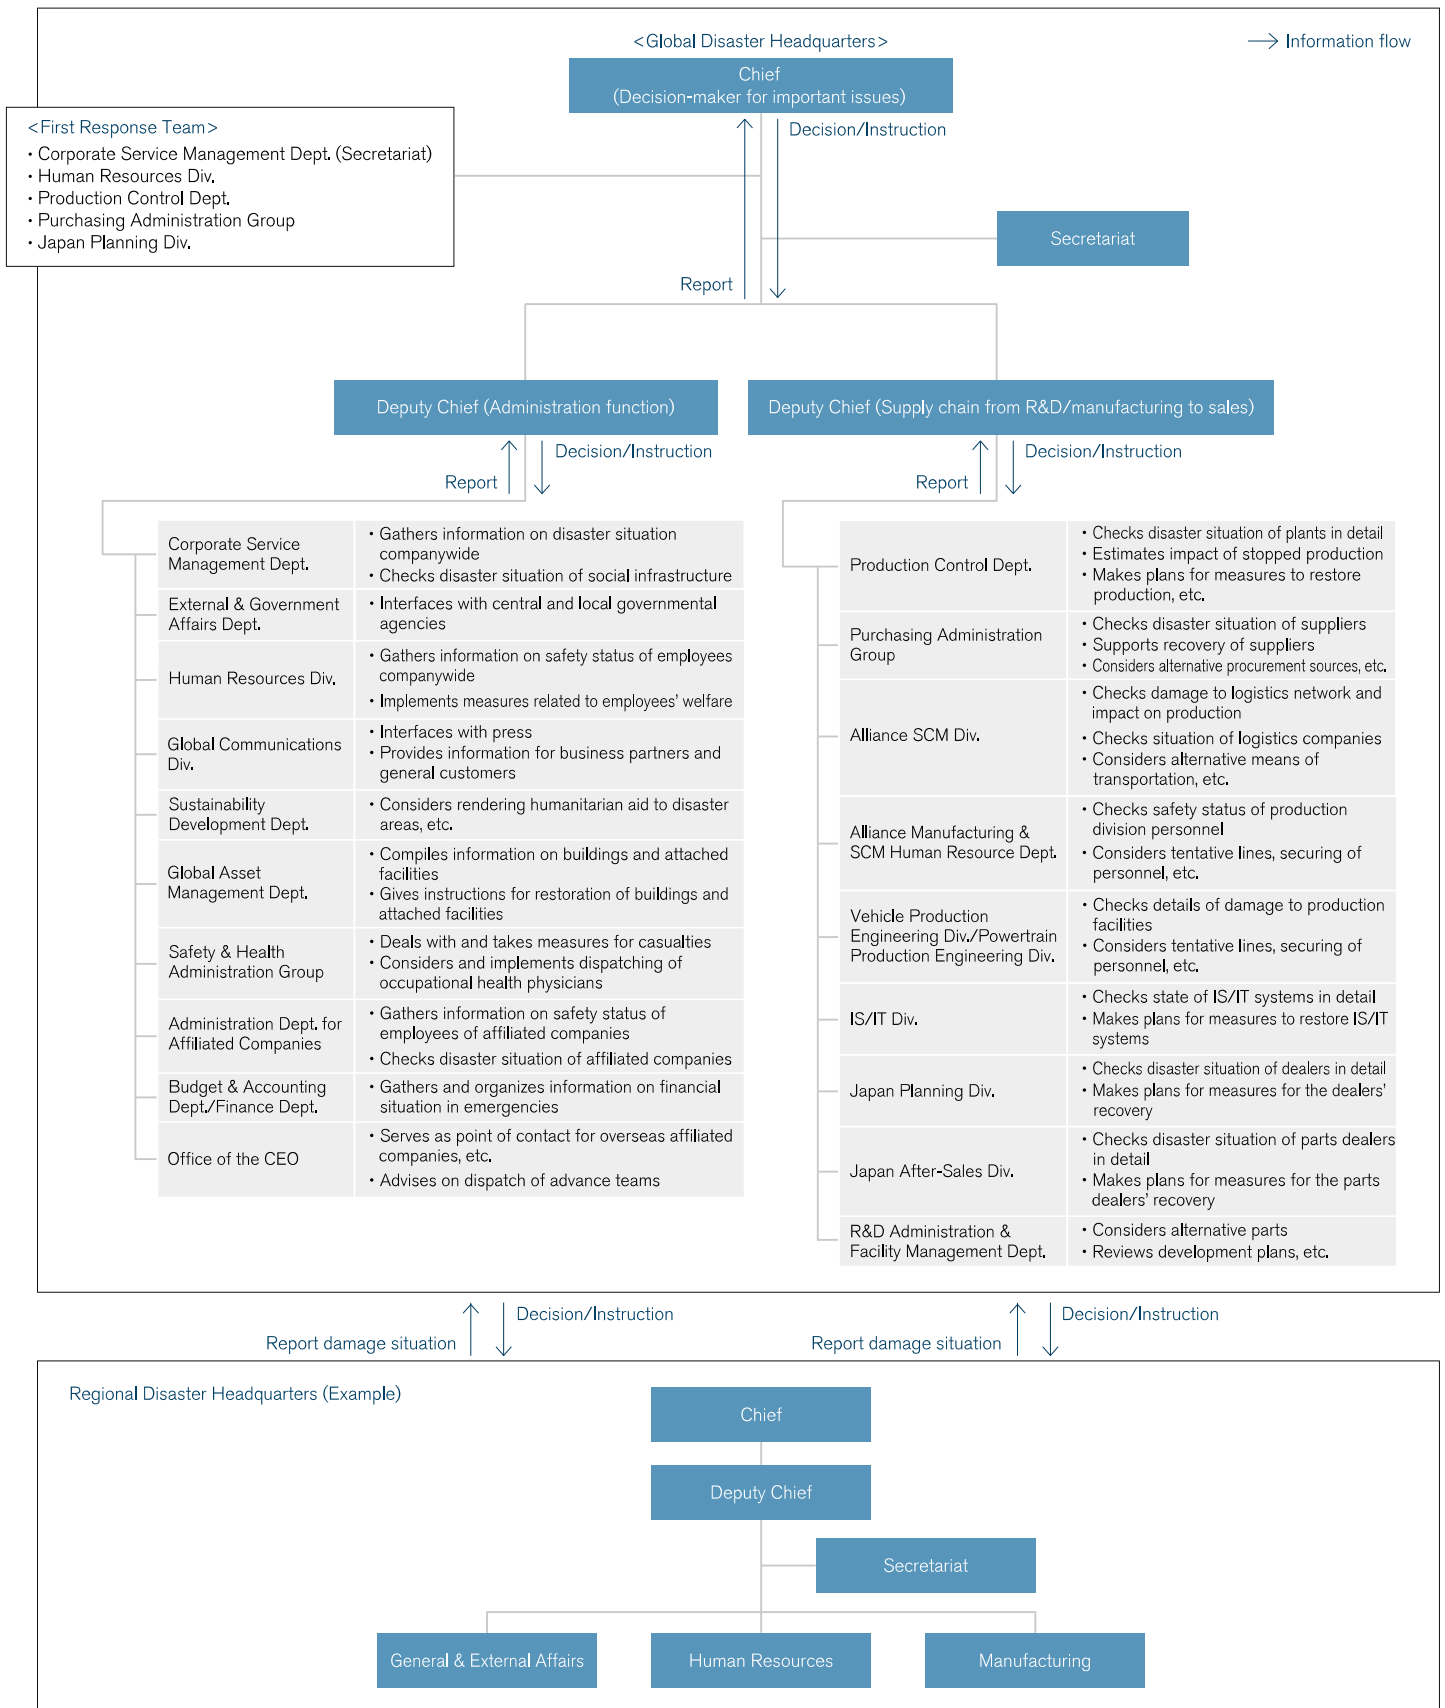 <Global Disaster Headquarters>
Information flow
Chief
(Decision-maker for important issues)
Decision/Instruction
<First Response Team>
• Corporate Service Management Dept. (Secretariat)
• Human Resources Div.
• Production Control Dept.
• Purchasing Administration Group
• Japan Planning Div.
Secretariat
Report
Deputy Chief (Administration function)
Deputy Chief (Supply chain from R&D/manufacturing to sales)
Decision/Instruction
Report
Decision/Instruction
Report
Corporate Service
Management Dept.
• Gathers information on disaster situation
companywide
• Checks disaster situation of social infrastructure
External & Government
Affairs Dept.
• Interfaces with central and local governmental
agencies
Human Resources Div.
• Gathers information on safety status of employees
companywide
• Implements measures related to employees’ welfare
Global Communications
Div.
• Interfaces with press
• Provides information for business partners and
general customers
Sustainability
Development Dept.
• Considers rendering humanitarian aid to disaster
areas, etc.
Global Asset
Management Dept.
• Compiles information on buildings and attached
facilities
• Gives instructions for restoration of buildings and
attached facilities
Safety & Health
Administration Group
• Deals with and takes measures for casualties
• Considers and implements dispatching of
occupational health physicians
Administration Dept. for
Affiliated Companies
• Gathers information on safety status of
employees of affiliated companies
• Checks disaster situation of affiliated companies
Budget & Accounting
Dept./Finance Dept.
• Gathers and organizes information on financial
situation in emergencies
Office of the CEO
• Serves as point of contact for overseas affiliated
companies, etc.
• Advises on dispatch of advance teams
Production Control Dept.
• Checks disaster situation of plants in detail
• Estimates impact of stopped production
• Makes plans for measures to restore
production, etc.
Purchasing Administration
Group
• Checks disaster situation of suppliers
• Supports recovery of suppliers
• Considers alternative procurement sources, etc.
Alliance SCM Div.
• Checks damage to logistics network and
impact on production
• Checks situation of logistics companies
• Considers alternative means of
transportation, etc.
Alliance Manufacturing &
SCM Human Resource Dept.
• Checks safety status of production
division personnel
• Considers tentative lines, securing of
personnel, etc.
Vehicle Production
Engineering Div./Powertrain
Production Engineering Div.
• Checks details of damage to production
facilities
• Considers tentative lines, securing of
personnel, etc.
IS/IT Div.
• Checks state of IS/IT systems in detail
• Makes plans for measures to restore IS/IT
systems
Japan Planning Div.
• Checks disaster situation of dealers in detail
• Makes plans for measures for the dealers’
recovery
Japan After-Sales Div.
• Checks disaster situation of parts dealers
in detail
• Makes plans for measures for the parts
dealers’ recovery
R&D Administration &
Facility Management Dept.
• Considers alternative parts
• Reviews development plans, etc.
Decision/Instruction
Report damage situation
Decision/Instruction
Report damage situation
Regional Disaster Headquarters (Example)
Chief
Deputy Chief
Secretariat
General & External Affairs
Human Resources
Manufacturing